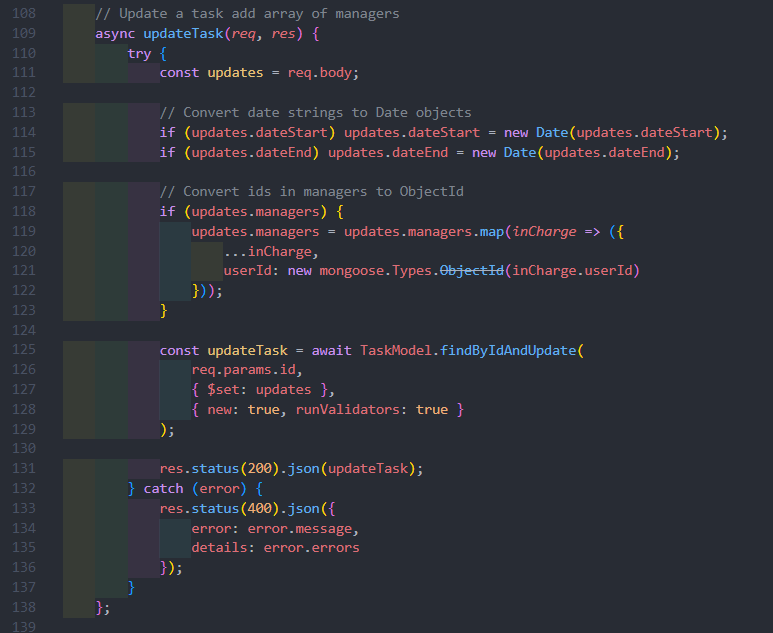 108 // Update a task add array of managers
109 async updateTask(req, res) {
110 try {
111 const updates = req.body;
112
113 // Convert date strings to Date objects
114 if (updates.dateStart) updates.dateStart = new Date(updates.dateStart);
115 if (updates.dateEnd) updates.dateEnd = new Date(updates.dateEnd);
116
117 // Convert ids in managers to ObjectId
118 if (updates.managers) {
119 updates.managers = updates.managers.map(inCharge => ({
120 ...inCharge,
121 userId: new mongoose.Types.ObjectId(inCharge.userId)
122 }));
123 }
124
125 const updateTask = await TaskModel.findByIdAndUpdate(
126 req.params.id,
127 { $set: updates },
128 { new: true, runValidators: true }
129 );
130
131 res.status(200).json(updateTask);
132 } catch (error) {
133 res.status(400).json({
134 error: error.message,
135 details: error.errors
136 });
137 }
138 };
139